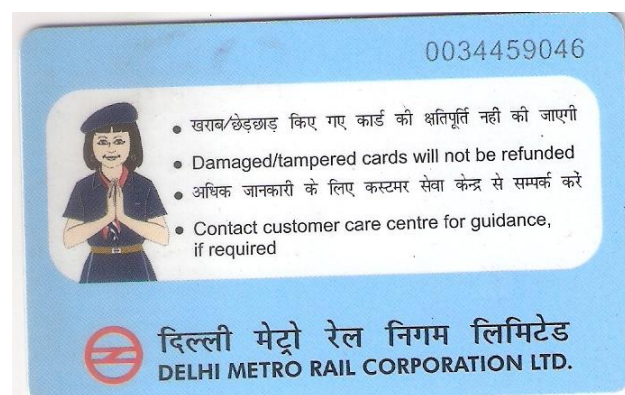 0034459046
• खराब/छेड़छाड़ किए गए कार्ड की क्षतिपूर्ति नही की जाएगी
• Damaged/tampered cards will not be refunded
• अधिक जानकारी के लिए कस्टमर सेवा केन्द्र से सम्पर्क करें
• Contact customer care centre for guidance,
if required
दिल्ली मेट्रो रेल निगम लिमिटेड
DELHI METRO RAIL CORPORATION LTD.